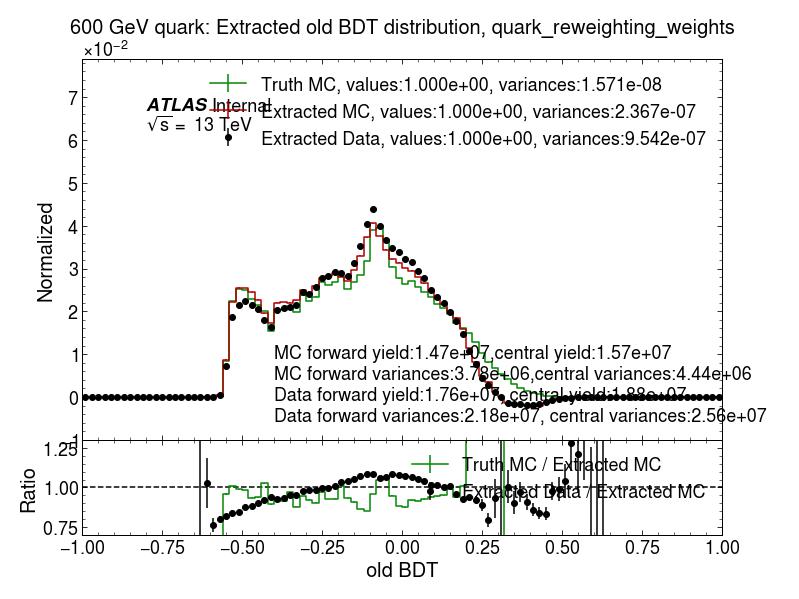 600 GeV quark: Extracted old BDT distribution, quark_reweighting_weights
×10⁻²
Truth MC, values:1.000e+00, variances:1.571e-08
ATLAS Internal
Extracted MC, values:1.000e+00, variances:2.367e-07
√s = 13 TeV
Extracted Data, values:1.000e+00, variances:9.542e-07
7
6
5
4
3
2
1
0
−1
Normalized
MC forward yield:1.47e+07,central yield:1.57e+07
MC forward variances:3.78e+06,central variances:4.44e+06
Data forward yield:1.76e+07, central yield:1.88e+07
Data forward variances:2.18e+07, central variances:2.56e+07
1.25
1.00
0.75
Ratio
Truth MC / Extracted MC
Extracted Data / Extracted MC
−1.00 −0.75 −0.50 −0.25 0.00 0.25 0.50 0.75 1.00
old BDT